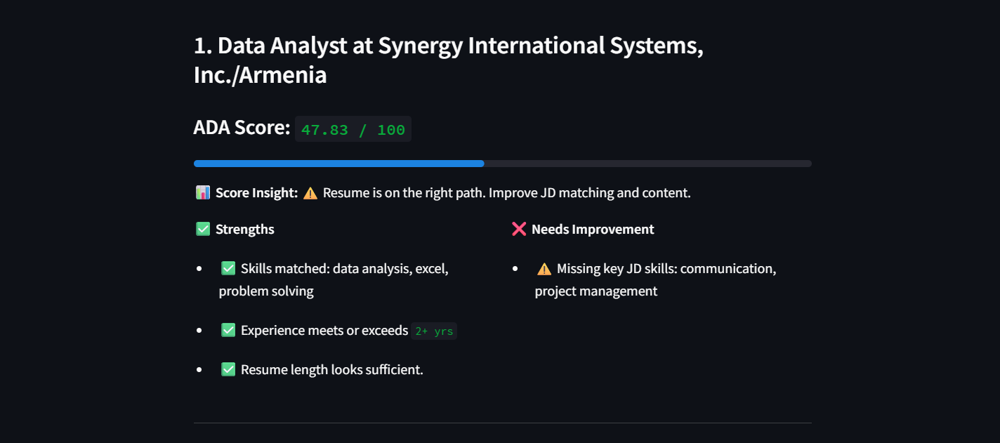 1. Data Analyst at Synergy International Systems,
Inc./Armenia
ADA Score: 47.83 / 100
📊 Score Insight: ⚠️ Resume is on the right path. Improve JD matching and content.
✅ Strengths
• ✅ Skills matched: data analysis, excel,
problem solving
• ✅ Experience meets or exceeds 2+ yrs
• ✅ Resume length looks sufficient.
❌ Needs Improvement
• ⚠️ Missing key JD skills: communication,
project management